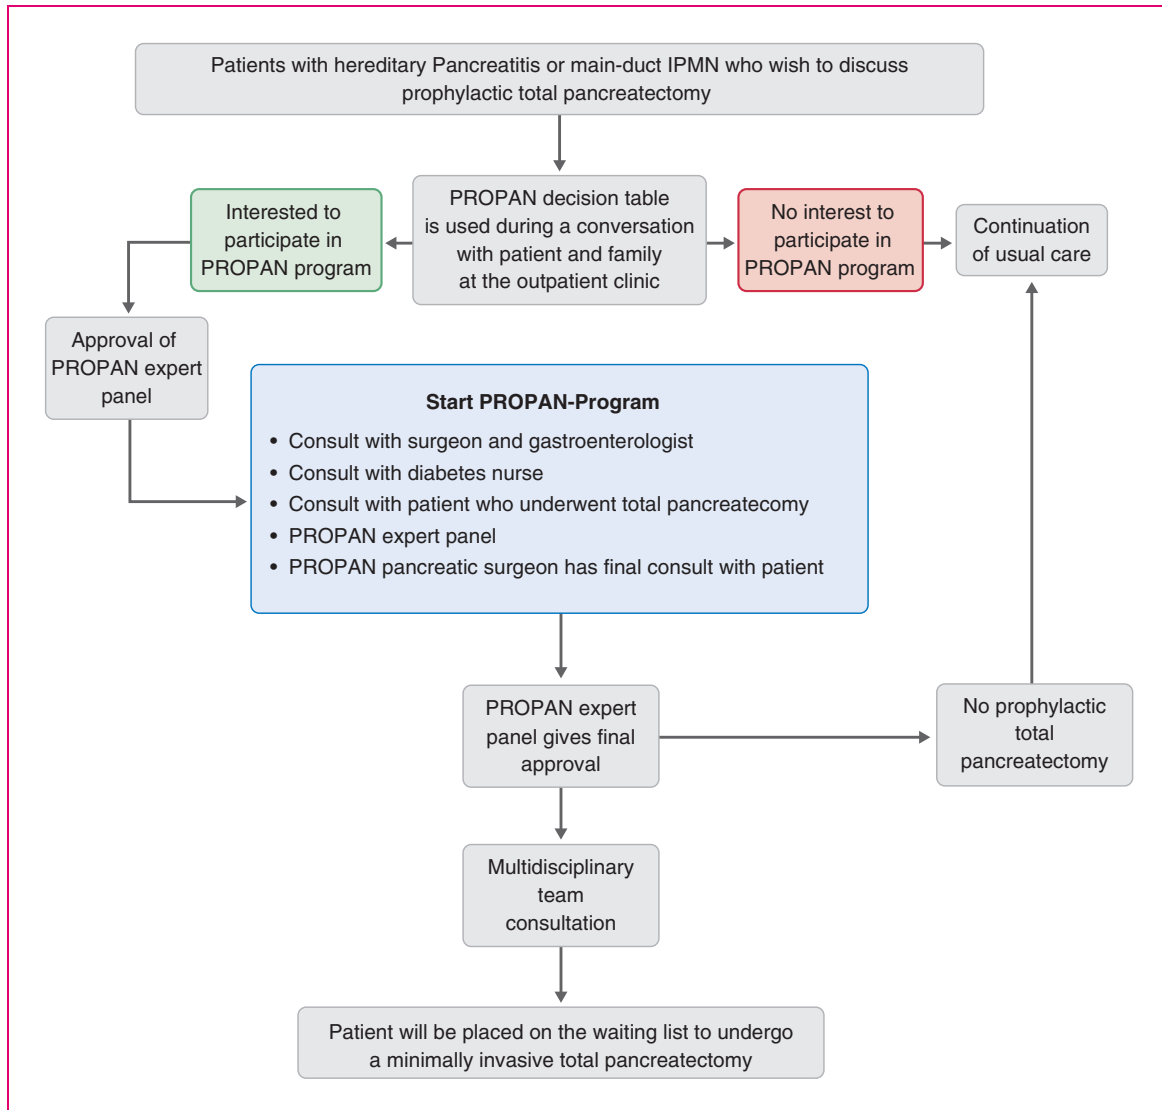 Patients with hereditary Pancreatitis or main-duct IPMN who wish to discuss
prophylactic total pancreatectomy
Interested to
participate in
PROPAN program
PROPAN decision table
is used during a conversation
with patient and family
at the outpatient clinic
No interest to
participate in
PROPAN program
Continuation
of usual care
Approval of
PROPAN expert
panel
Start PROPAN-Program
• Consult with surgeon and gastroenterologist
• Consult with diabetes nurse
• Consult with patient who underwent total pancreatecomy
• PROPAN expert panel
• PROPAN pancreatic surgeon has final consult with patient
PROPAN expert
panel gives final
approval
No prophylactic
total
pancreatectomy
Multidisciplinary
team
consultation
Patient will be placed on the waiting list to undergo
a minimally invasive total pancreatectomy